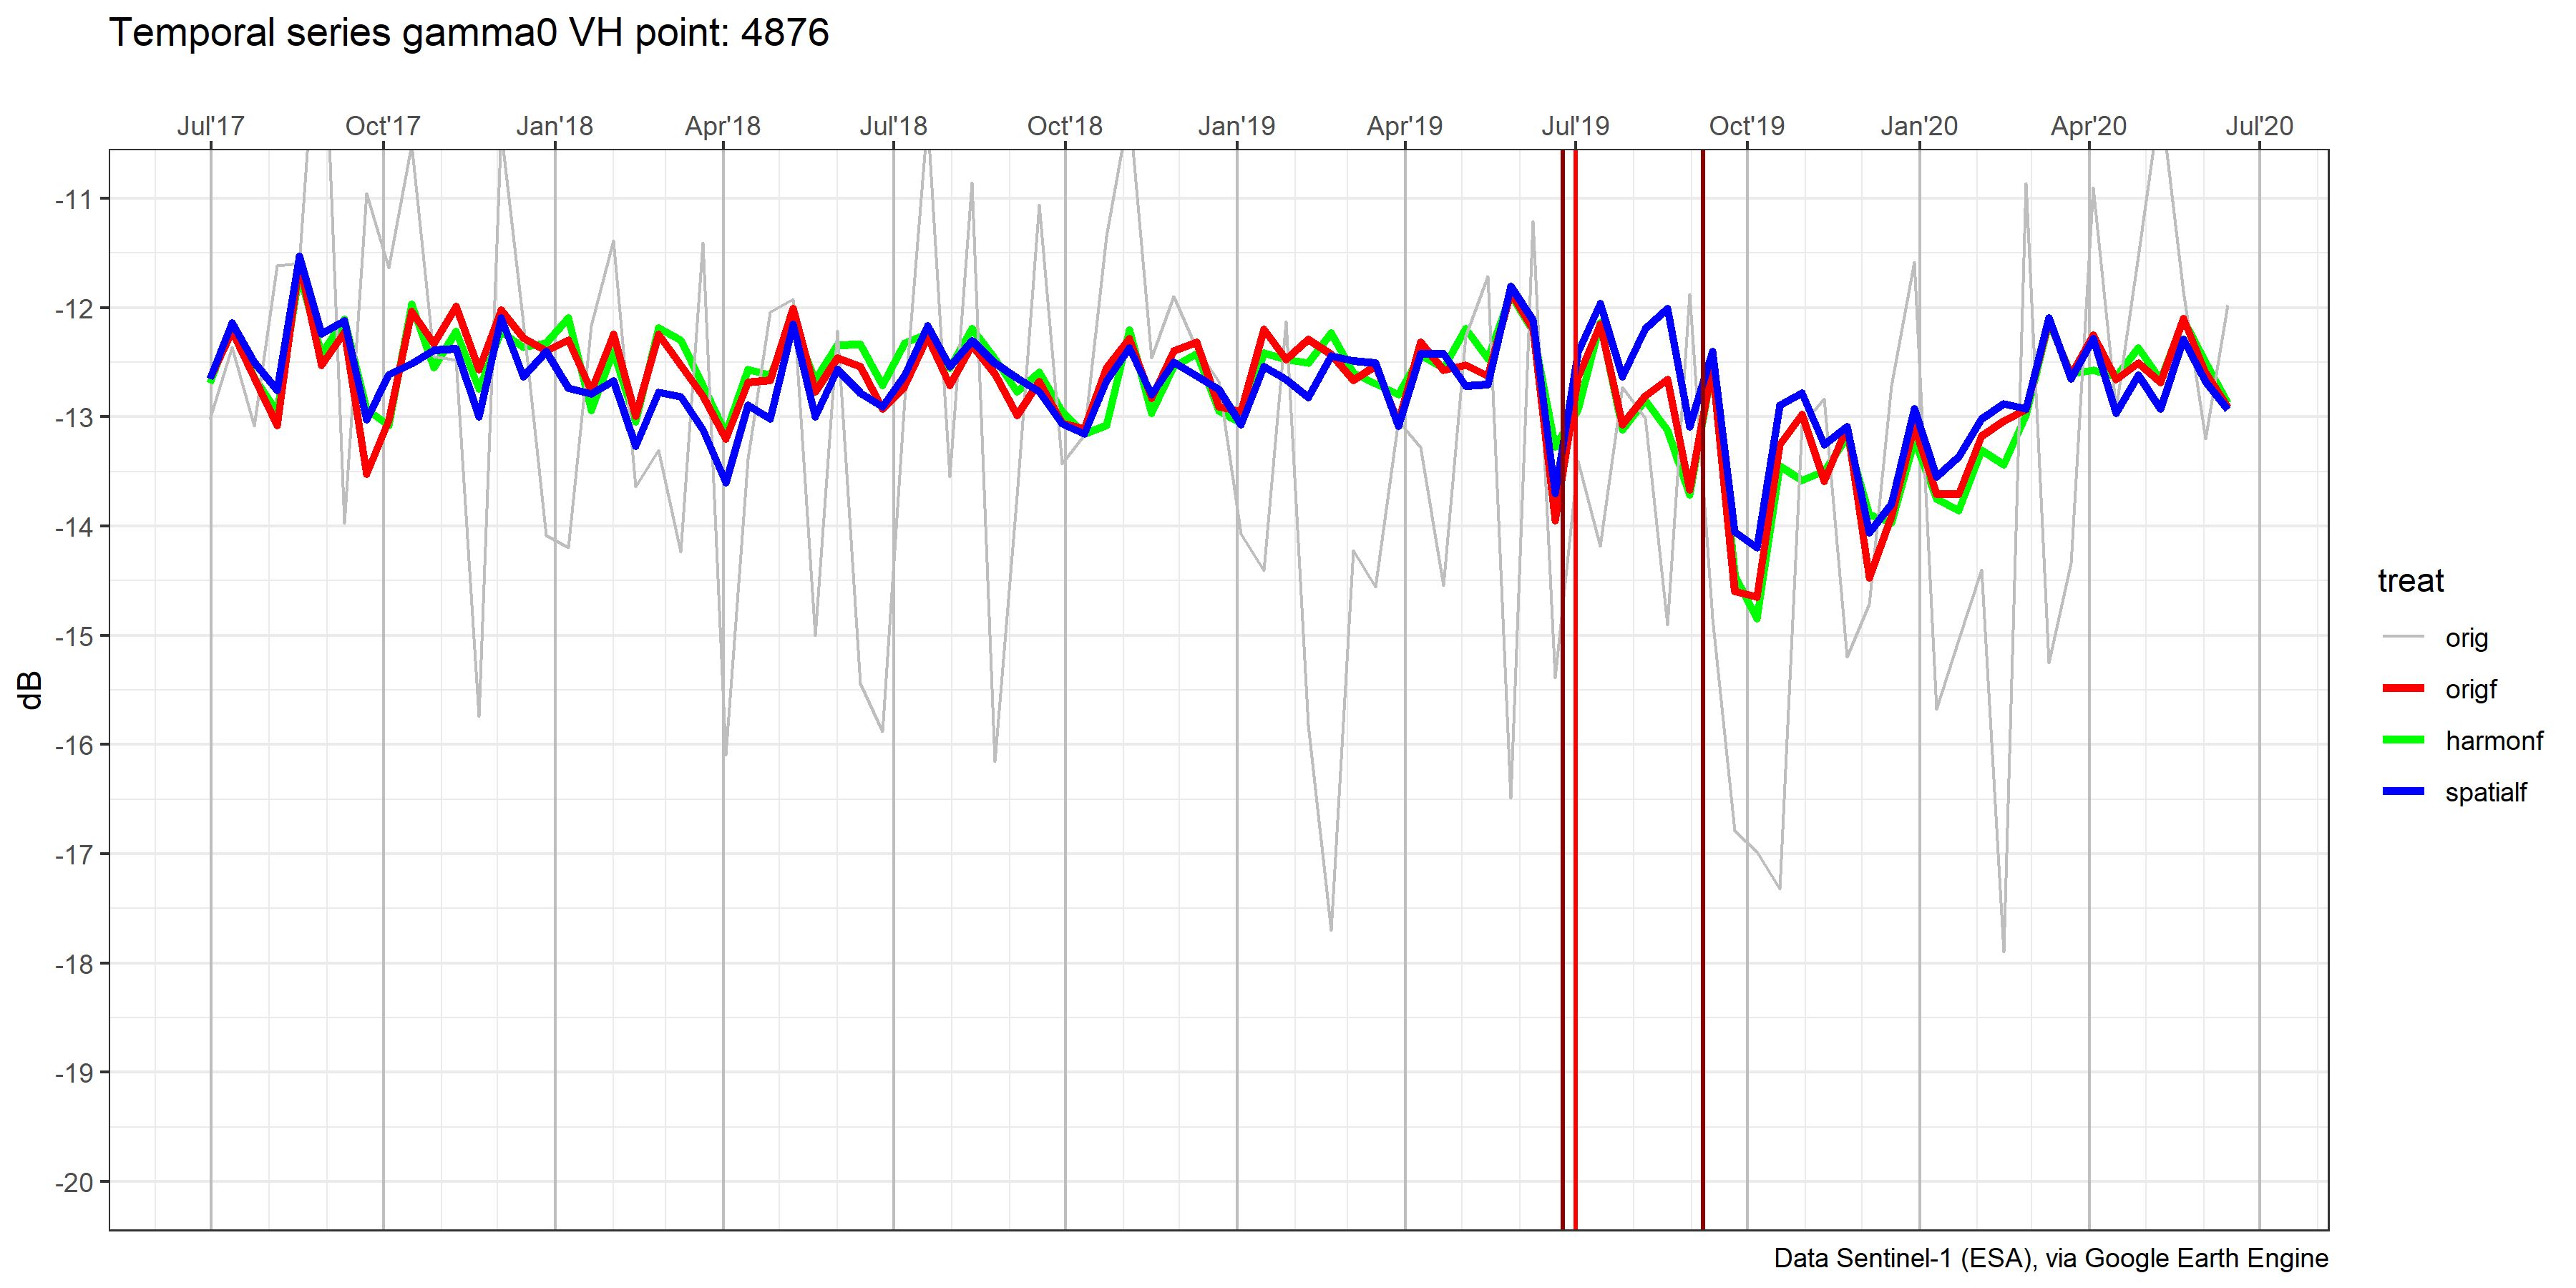 Temporal series gamma0 VH point: 4876
Jul'17 Oct'17 Jan'18 Apr'18 Jul'18 Oct'18 Jan'19 Apr'19 Jul'19 Oct'19 Jan'20 Apr'20 Jul'20
-11
-12
-13
-14
-15
-16
-17
-18
-19
-20
dB
treat
orig
origf
harmonf
spatialf
Data Sentinel-1 (ESA), via Google Earth Engine